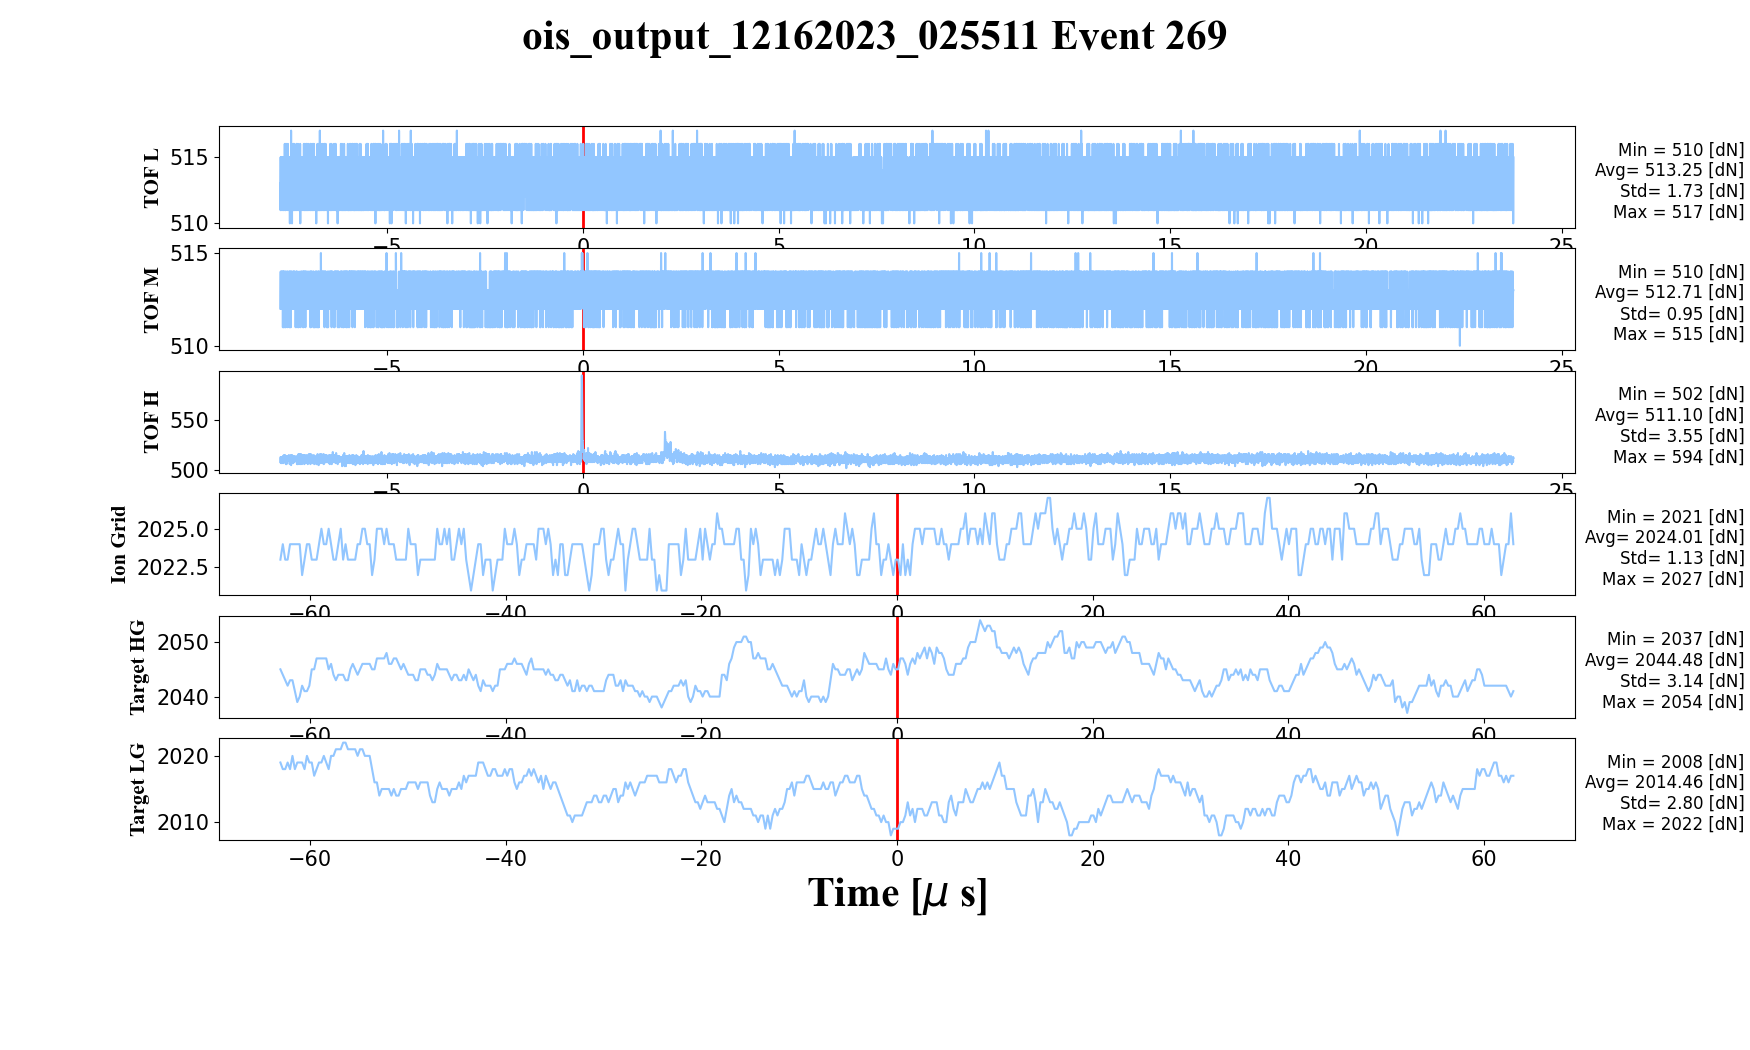 ois_output_12162023_025511 Event 269
TOF L
515
510
−5 0 5 10 15 20 25
Min = 510 [dN]
Avg= 513.25 [dN]
Std= 1.73 [dN]
Max = 517 [dN]
TOF M
515
510
−5 0 5 10 15 20 25
Min = 510 [dN]
Avg= 512.71 [dN]
Std= 0.95 [dN]
Max = 515 [dN]
TOF H
550
500
−5 0 5 10 15 20 25
Min = 502 [dN]
Avg= 511.10 [dN]
Std= 3.55 [dN]
Max = 594 [dN]
Ion Grid
2025.0
2022.5
−60 −40 −20 0 20 40 60
Min = 2021 [dN]
Avg= 2024.01 [dN]
Std= 1.13 [dN]
Max = 2027 [dN]
Target HG
2050
2040
−60 −40 −20 0 20 40 60
Min = 2037 [dN]
Avg= 2044.48 [dN]
Std= 3.14 [dN]
Max = 2054 [dN]
Target LG
2020
2010
−60 −40 −20 0 20 40 60
Min = 2008 [dN]
Avg= 2014.46 [dN]
Std= 2.80 [dN]
Max = 2022 [dN]
Time [μ s]